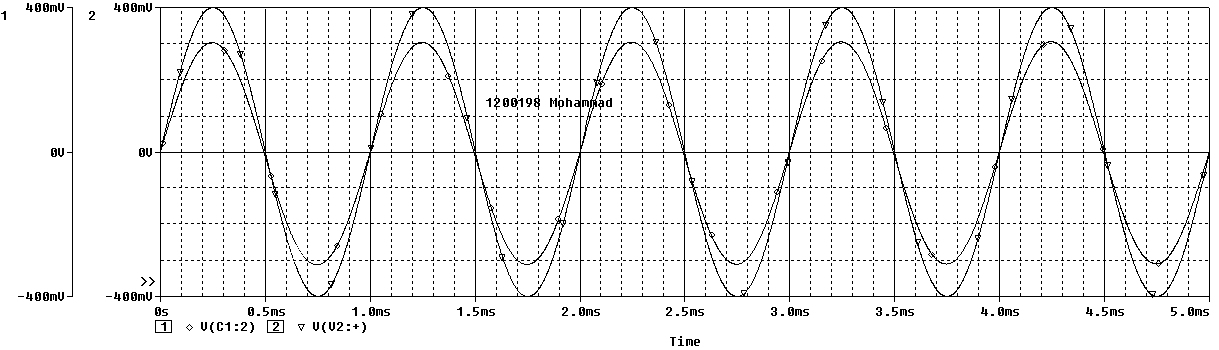 1 400mV 2 400mV
1200198 Mohammad
0V 0V
>>
-400mV -400mV
0s 0.5ms 1.0ms 1.5ms 2.0ms 2.5ms 3.0ms 3.5ms 4.0ms 4.5ms 5.0ms
1 V(C1:2) 2 V(V2:+)
Time